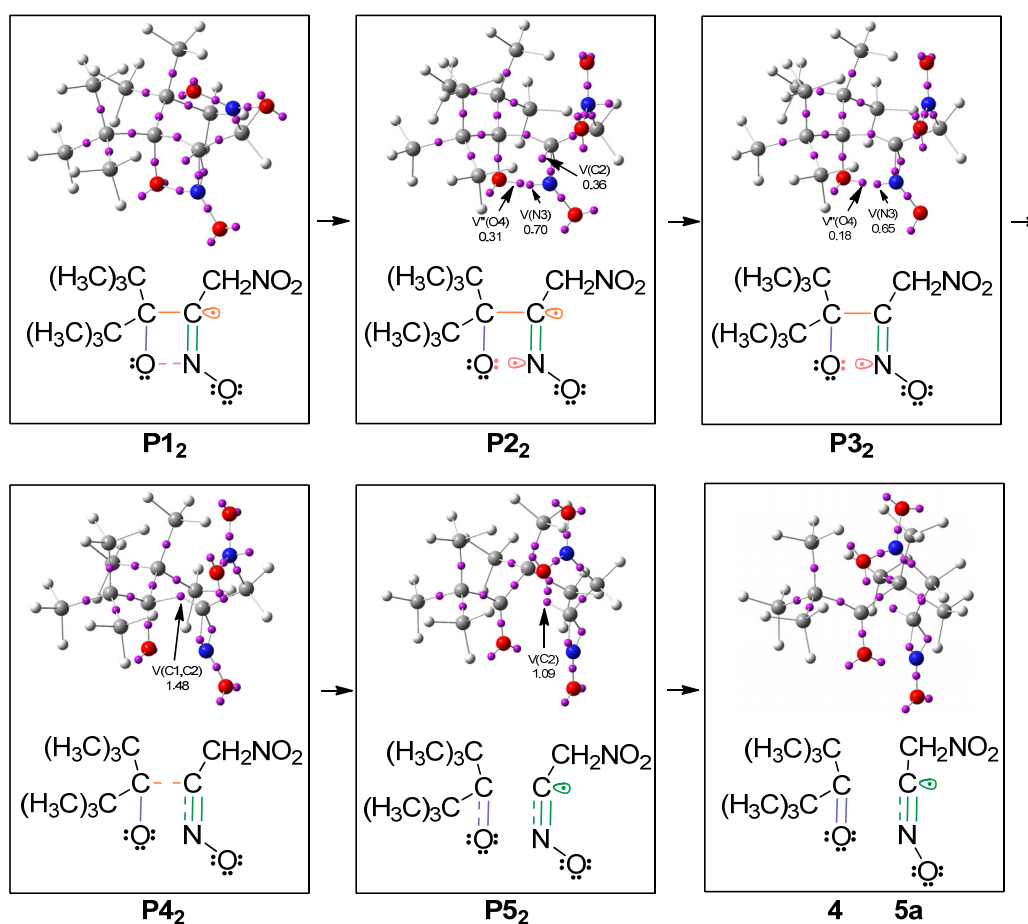 V(C2)
0.36
V"(O4)
0.31
V(N3)
0.70
V"(O4)
0.18
V(N3)
0.65
(H3C)3C
CH2NO2
(H3C)3C
C
C
O
N
O
(H3C)3C
CH2NO2
(H3C)3C
C
C
O
N
O
(H3C)3C
CH2NO2
(H3C)3C
C
C
O
N
O
P1₂
P2₂
P3₂
V(C1,C2)
1.48
V(C2)
1.09
(H3C)3C
CH2NO2
(H3C)3C
C
C
O
N
O
(H3C)3C
CH2NO2
(H3C)3C
C
C
O
N
O
(H3C)3C
CH2NO2
(H3C)3C
C
C
O
N
O
P4₂
P5₂
4 5a